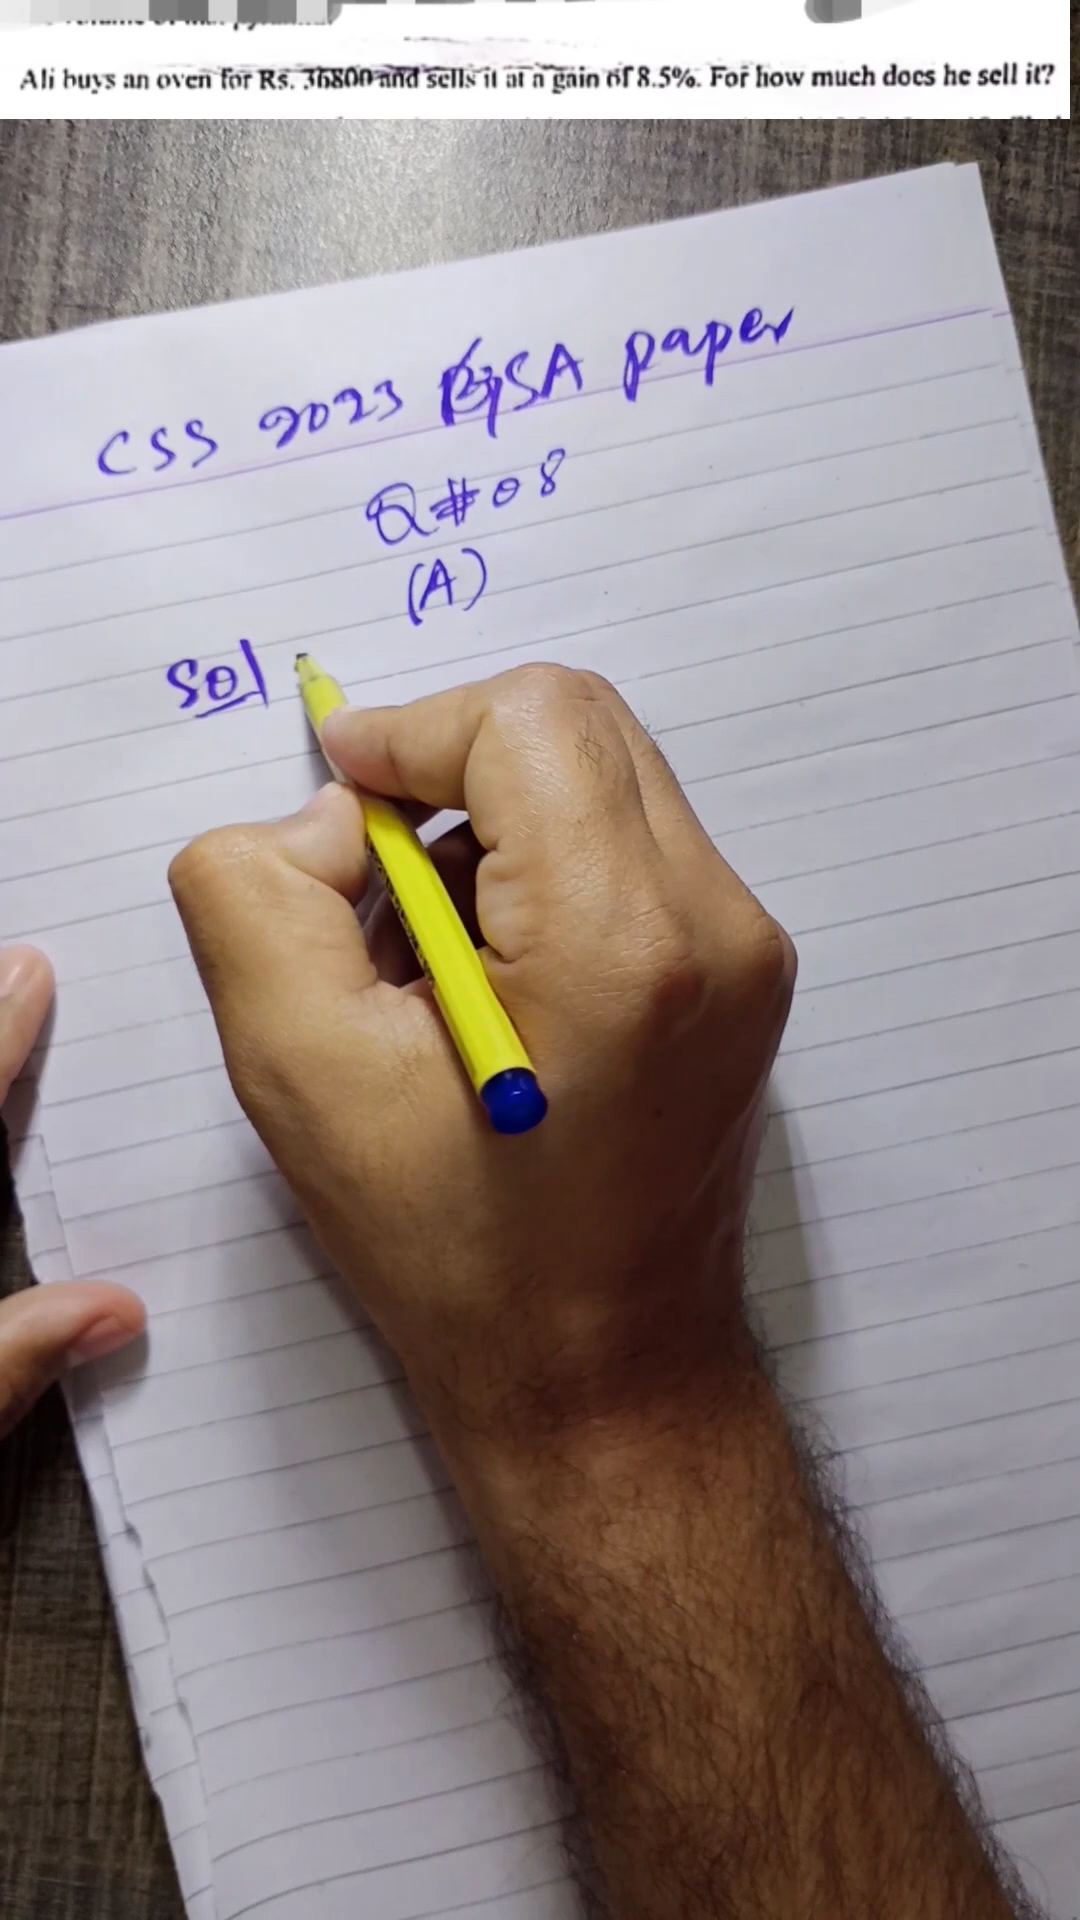 Ali buys an oven for Rs. 36800 and sells it at a gain of 8.5%. For how much does he sell it?
CSS 2023 GSA paper
Q#08
(A)
Sol